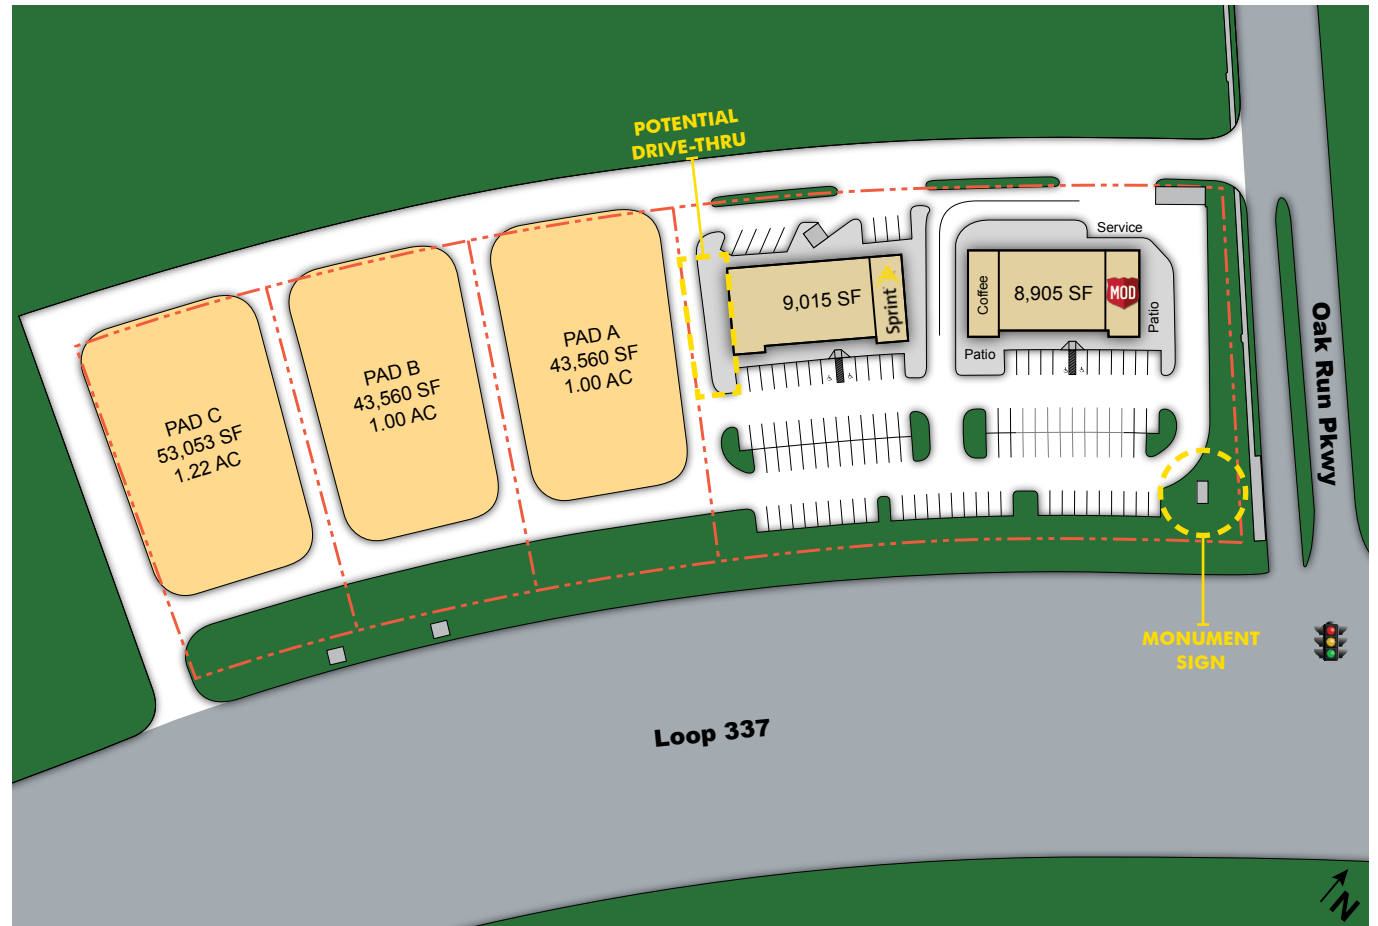 POTENTIAL
DRIVE-THRU
PAD C
53,053 SF
1.22 AC
PAD B
43,560 SF
1.00 AC
PAD A
43,560 SF
1.00 AC
9,015 SF
Sprint
Coffee
8,905 SF
MOD
Service
Patio
Patio
Oak Run Pkwy
MONUMENT
SIGN
Loop 337
N